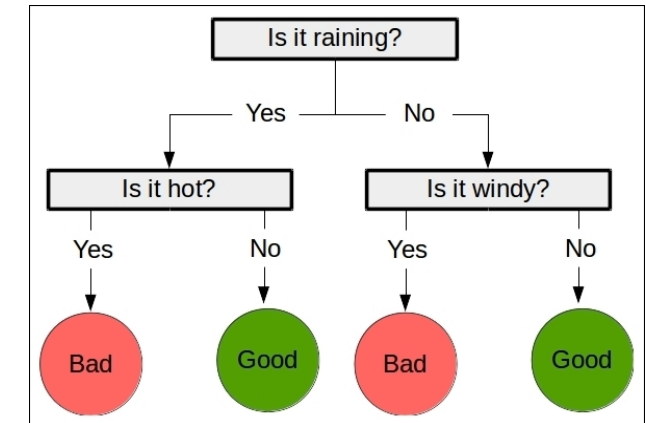 Is it raining?
Yes No
Is it hot? Is it windy?
Yes No Yes No
Bad Good Bad Good